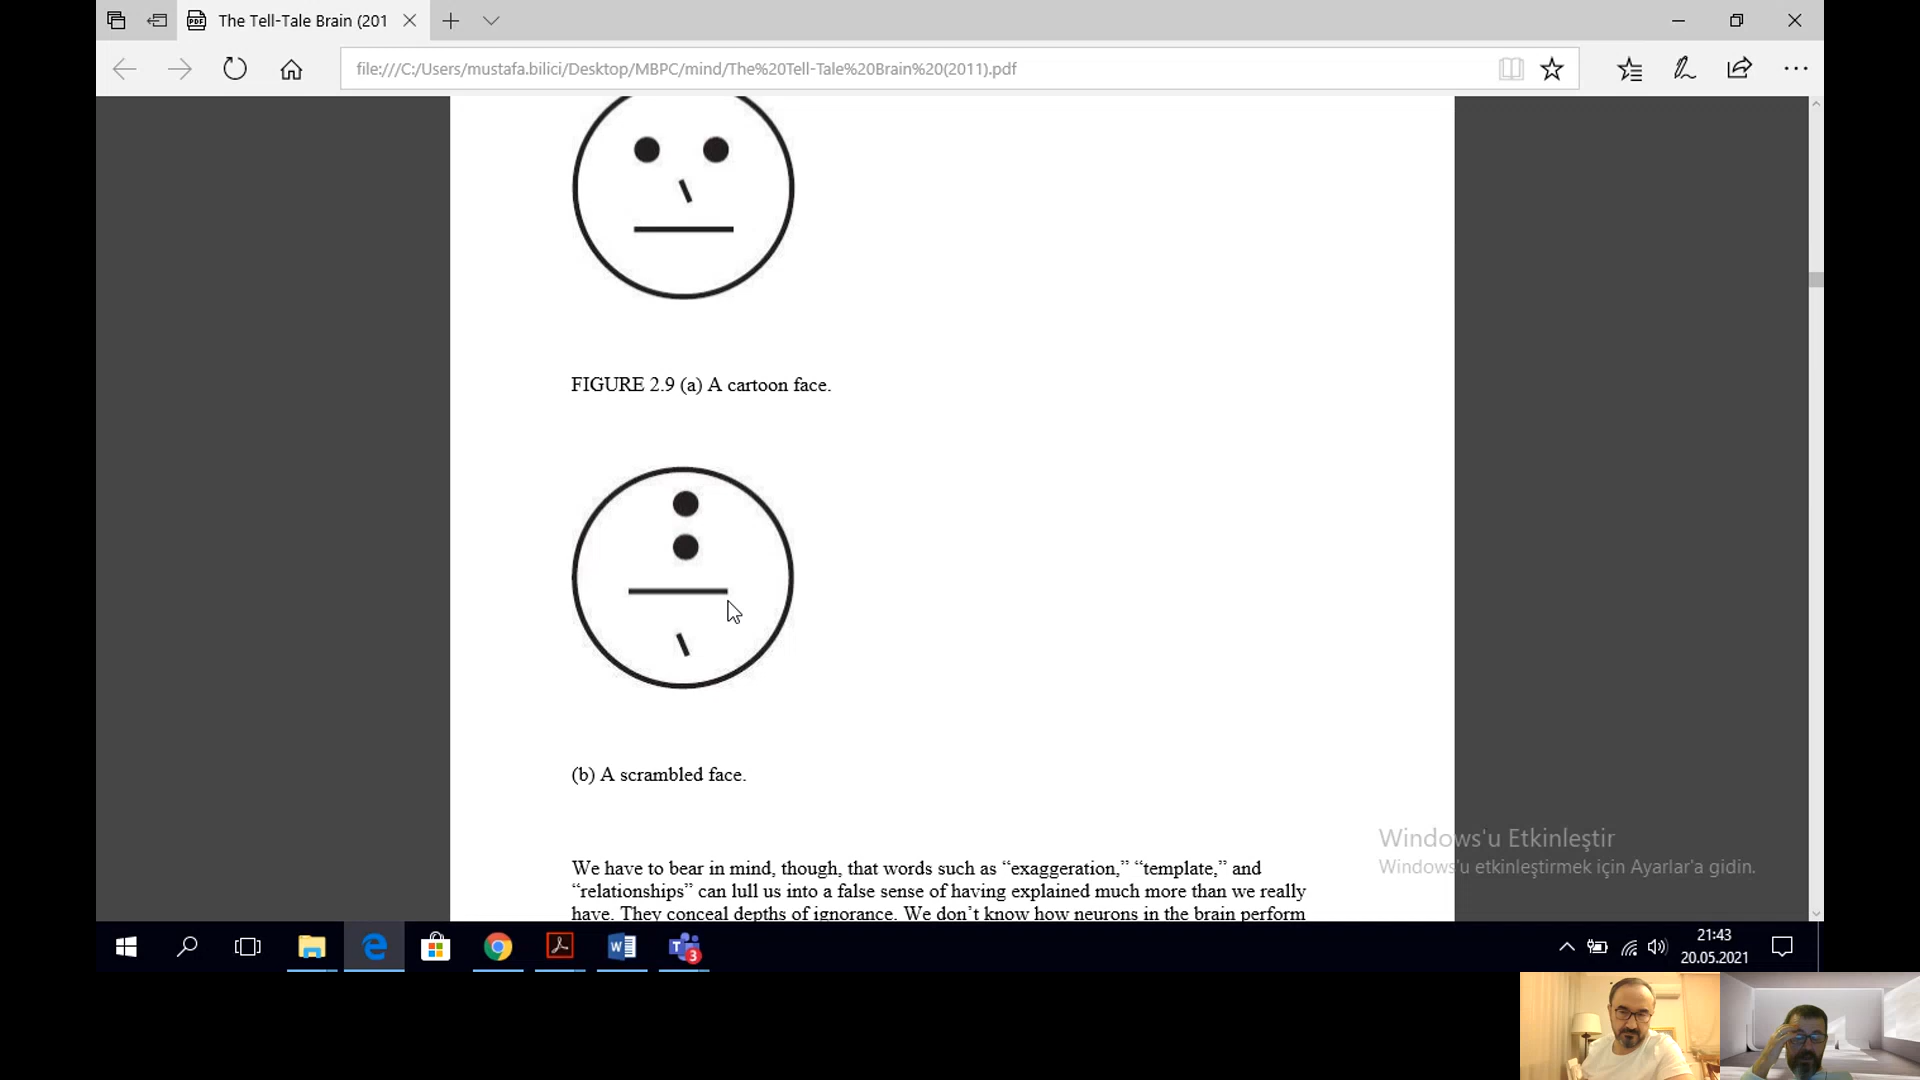 The Tell-Tale Brain (201
file:///C:/Users/mustafa.bilici/Desktop/MBPC/mind/The%20Tell-Tale%20Brain%20(2011).pdf
FIGURE 2.9 (a) A cartoon face.
(b) A scrambled face.
We have to bear in mind, though, that words such as “exaggeration,” “template,” and
“relationships” can lull us into a false sense of having explained much more than we really
have. They conceal depths of ignorance. We don’t know how neurons in the brain perform
Windows'u Etkinleştir
Windows'u etkinleştirmek için Ayarlar'a gidin.
3
21:43
20.05.2021